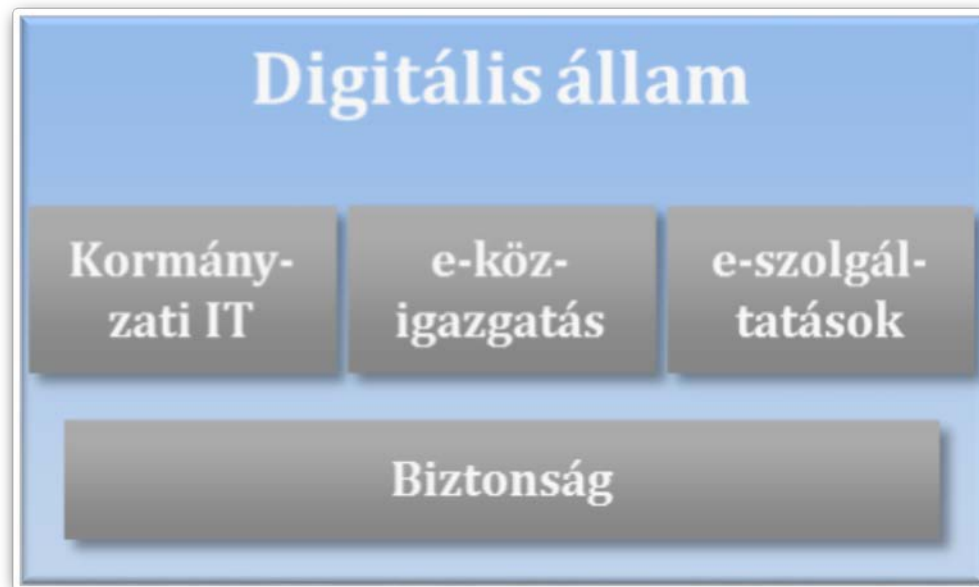 Digitális állam
Kormány-
zati IT
e-köz-
igazgatás
e-szolgál-
tatások
Biztonság